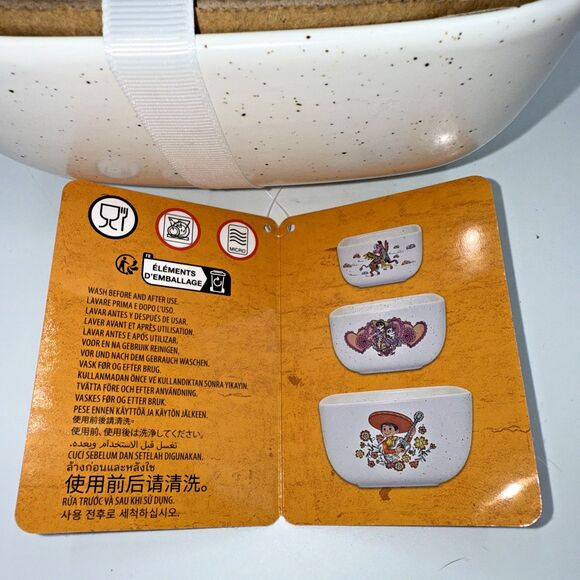 MICRO
FR
ÉLÉMENTS
D'EMBALLAGE
WASH BEFORE AND AFTER USE.
LAVARE PRIMA E DOPO L'USO.
LAVAR ANTES Y DESPUÉS DE USAR.
LAVER AVANT ET APRÈS UTILISATION.
LAVAR ANTES E APÓS UTILIZAR.
VOOR EN NA GEBRUIK REINIGEN.
VOR UND NACH DEM GEBRAUCH WASCHEN.
VASK FØR OG EFTER BRUG.
KULLANMADAN ÖNCE VE KULLANDIKTAN SONRA YIKAYIN.
TVÄTTA FÖRE OCH EFTER ANVÄNDNING.
VASKES FØR OG ETTER BRUK.
PESE ENNEN KÄYTTÖÄ JA KÄYTÖN JÄLKEEN.
使用前後請清洗。
使用前、使用後は洗浄してください。
تغسل قبل الاستخدام وبعده.
CUCI SEBELUM DAN SETELAH DIGUNAKAN.
ล้างก่อนและหลังใช้
使用前后请清洗。
RỬA TRƯỚC VÀ SAU KHI SỬ DỤNG.
사용 전후로 세척하십시오.